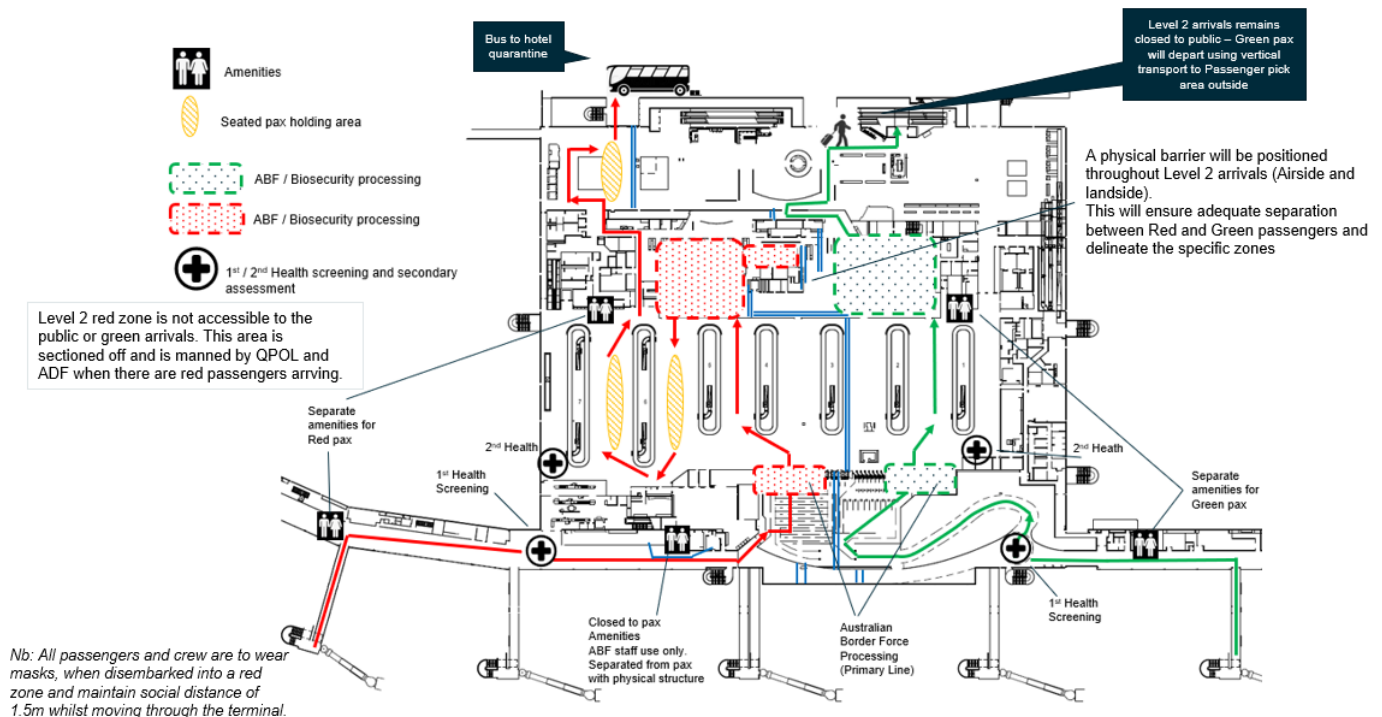 Bus to hotel
quarantine
Level 2 arrivals remains
closed to public – Green pax
will depart using vertical
transport to Passenger pick
area outside
Amenities
Seated pax holding area
ABF / Biosecurity processing
ABF / Biosecurity processing
1st / 2nd Health screening and secondary
assessment
A physical barrier will be positioned
throughout Level 2 arrivals (Airside and
landside).
This will ensure adequate separation
between Red and Green passengers and
delineate the specific zones
Level 2 red zone is not accessible to the
public or green arrivals. This area is
sectioned off and is manned by QPOL and
ADF when there are red passengers arrving.
7
6
5
4
3
2
1
Separate
amenities for
Red pax
2nd Health
1st Health
Screening
2nd Heath
Separate
amenities for
Green pax
1st Health
Screening
Closed to pax
Amenities
ABF staff use only.
Separated from pax
with physical structure
Australian
Border Force
Processing
(Primary Line)
Nb: All passengers and crew are to wear
masks, when disembarked into a red
zone and maintain social distance of
1.5m whilst moving through the terminal.